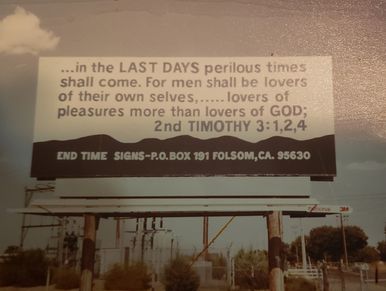 ...in the LAST DAYS perilous times
shall come. For men shall be lovers
of their own selves,.....lovers of
pleasures more than lovers of GOD;
2nd TIMOTHY 3:1,2,4
END TIME SIGNS-P.O.BOX 191 FOLSOM,CA. 95630
3M